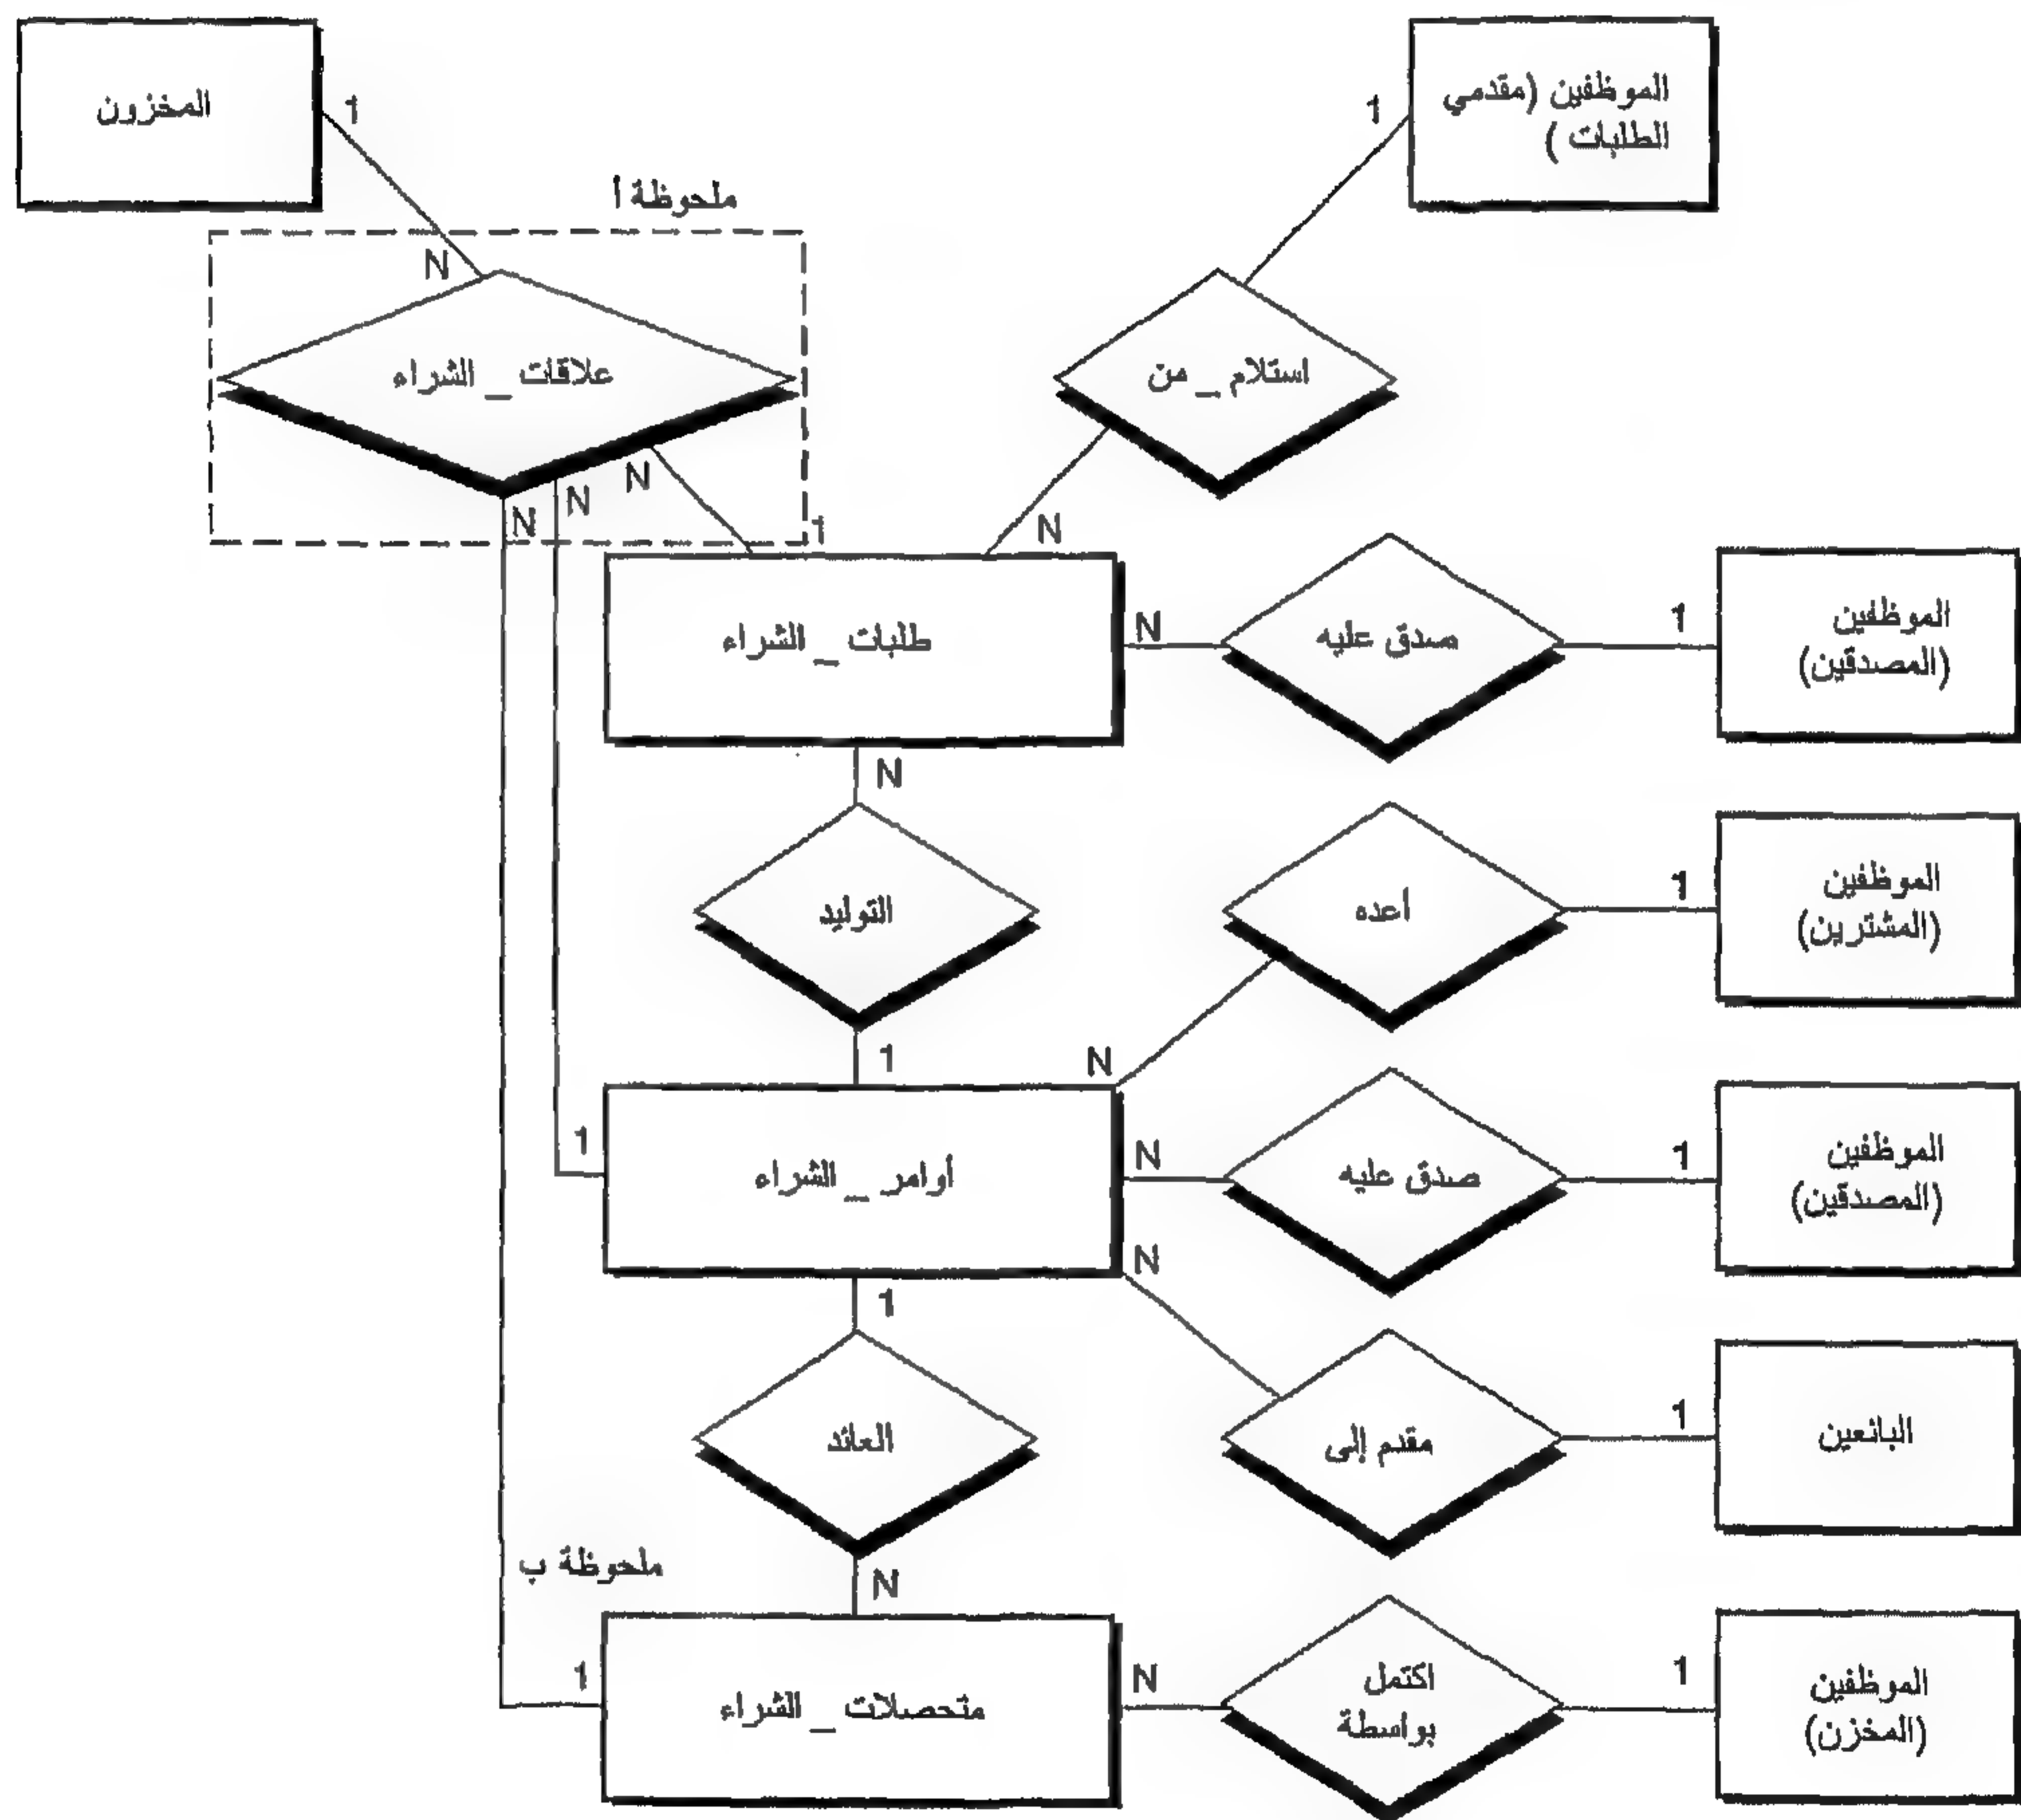 المخزون
1
N
ملحوظة أ
الموظفين (مقدمي
الطلبات )
1
علاقات _ الشراء
N
N
N
1
استلام _ من
N
طلبات _ الشراء
N
صدق عليه
1
الموظفين
(المصدقين)
N
التوليد
1
أعده
N
1
الموظفين
(المشترين)
1
أوامر _ الشراء
N
صدق عليه
1
الموظفين
(المصدقين)
N
1
العائد
N
مقدم إلى
1
البائعين
ملحوظة ب
1
متحصلات _ الشراء
N
اكتمل
بواسطة
1
الموظفين
(المخزن)